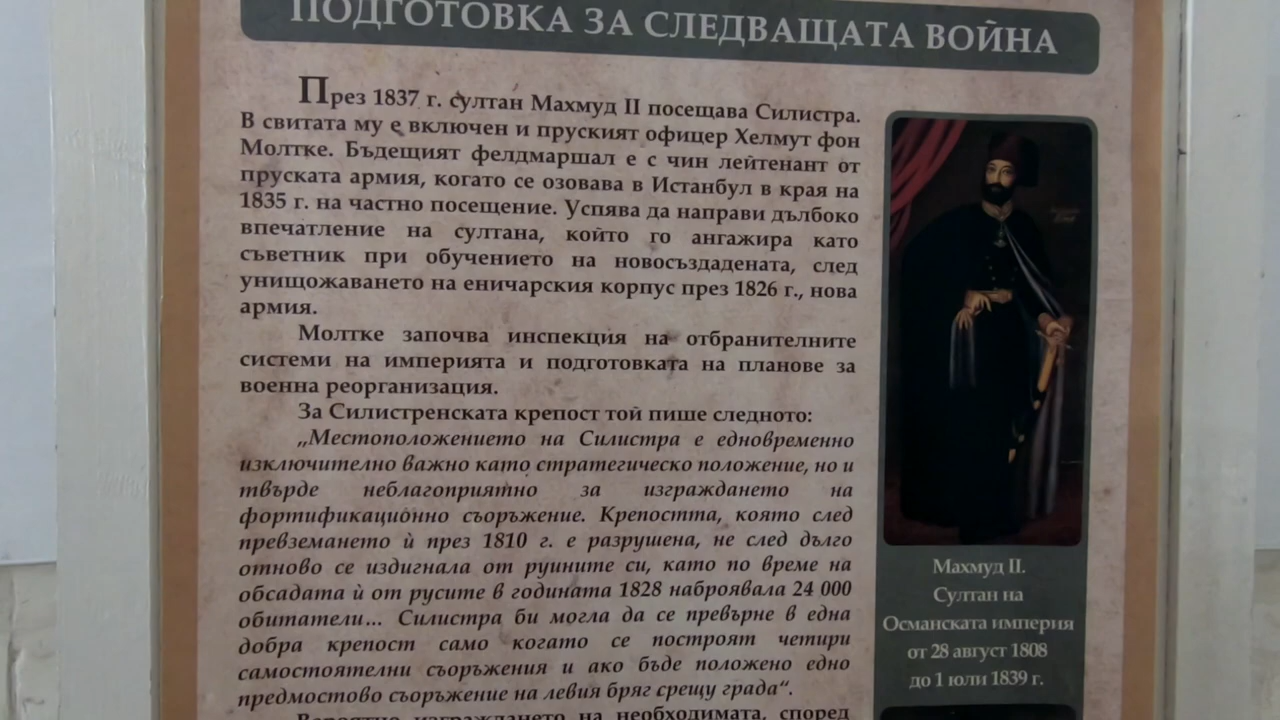 ПОДГОТОВКА ЗА СЛЕДВАЩАТА ВОЙНА
През 1837 г. султан Махмуд II посещава Силистра.
В свитата му е включен и пруският офицер Хелмут фон
Молтке. Бъдещият фелдмаршал е с чин лейтенант от
пруската армия, когато се озовава в Истанбул в края на
1835 г. на частно посещение. Успява да направи дълбоко
впечатление на султана, който го ангажира като
съветник при обучението на новосъздадената, след
унищожаването на еничарския корпус през 1826 г., нова
армия.
Молтке започва инспекция на отбранителните
системи на империята и подготовката на планове за
военна реорганизация.
За Силистренската крепост той пише следното:
„Местоположението на Силистра е едновременно
изключително важно като стратегическо положение, но и
твърде неблагоприятно за изграждането на
фортификационно съоръжение. Крепостта, която след
превземането ѝ през 1810 г. е разрушена, не след дълго
отново се издигнала от руините си, като по време на
обсадата ѝ от русите в годината 1828 наброявала 24 000
обитатели... Силистра би могла да се превърне в една
добра крепост само когато се построят четири
самостоятелни съоръжения и ако бъде положено едно
предмостово съоръжение на левия бряг срещу града“.
Вероятно изграждането на необходимата, според
Махмуд II.
Султан на
Османската империя
от 28 август 1808
до 1 юли 1839 г.